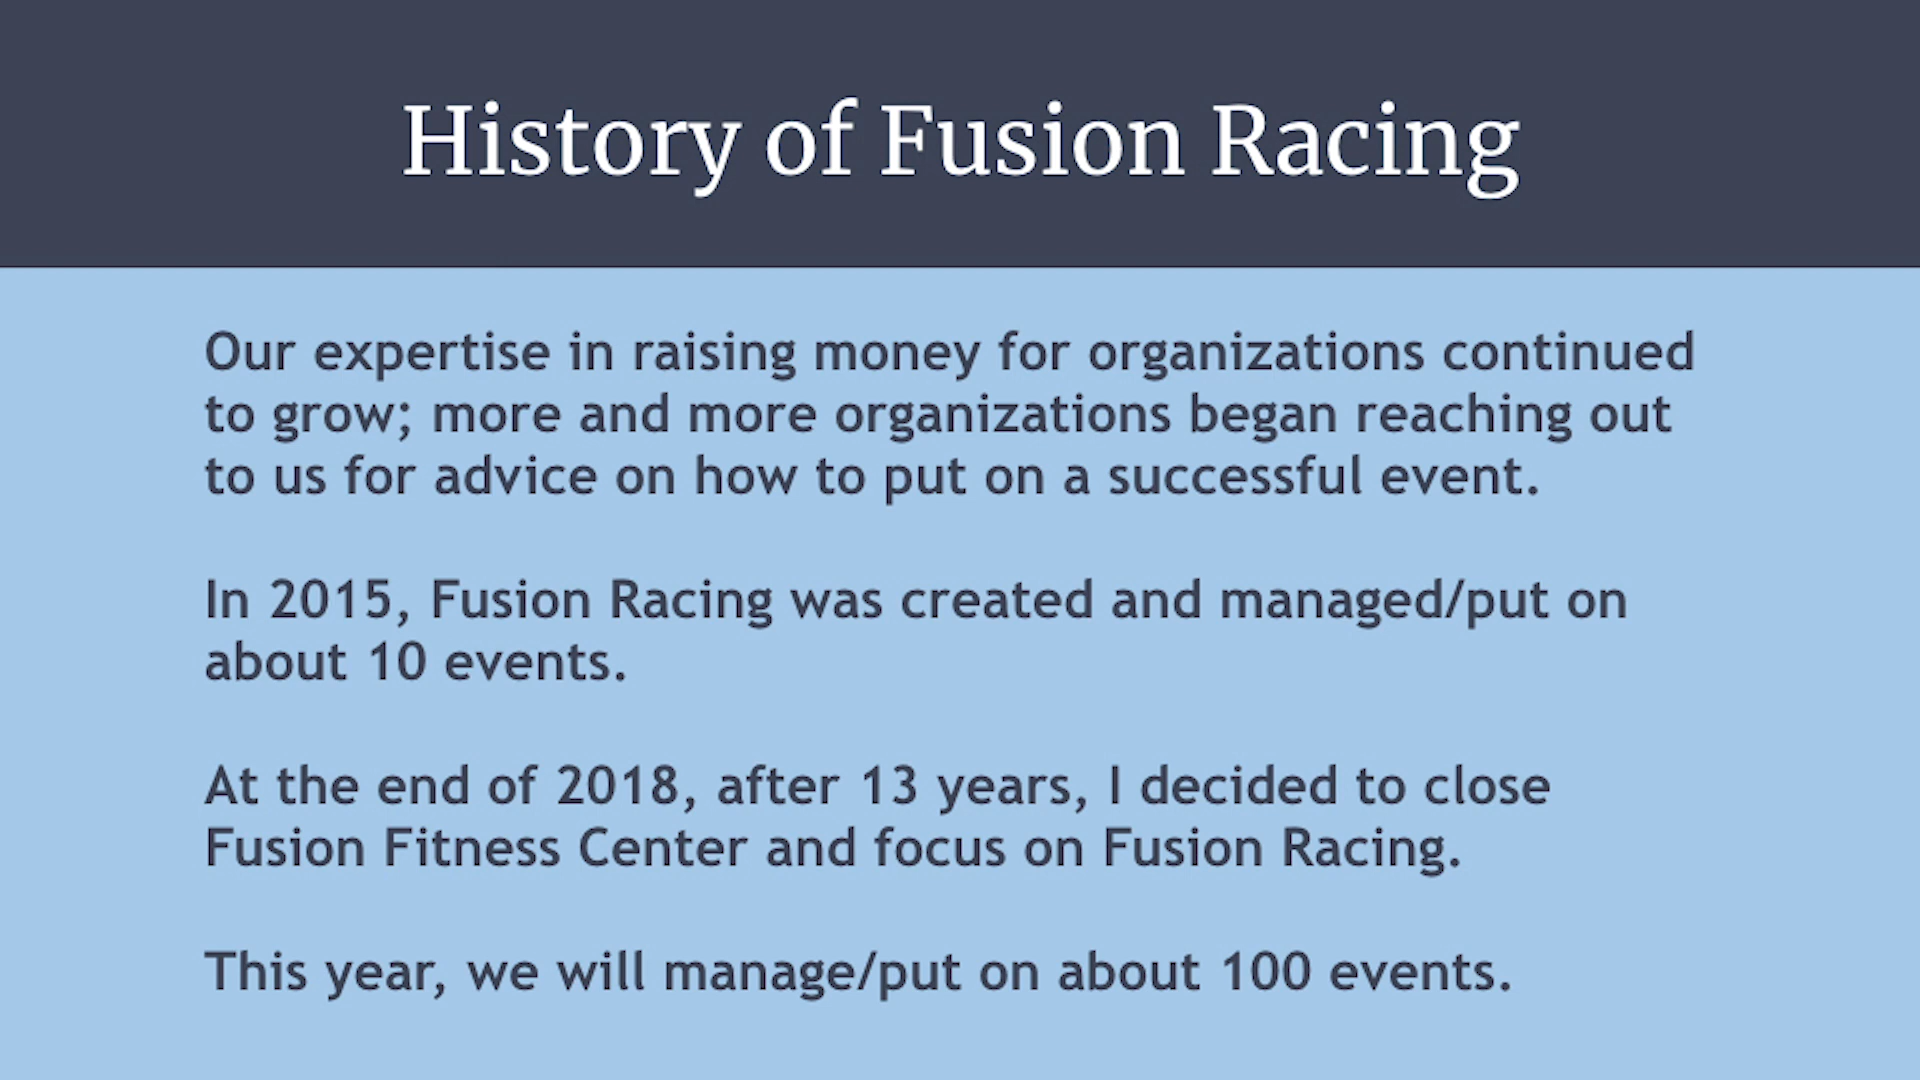 History of Fusion Racing
Our expertise in raising money for organizations continued
to grow; more and more organizations began reaching out
to us for advice on how to put on a successful event.
In 2015, Fusion Racing was created and managed/put on
about 10 events.
At the end of 2018, after 13 years, I decided to close
Fusion Fitness Center and focus on Fusion Racing.
This year, we will manage/put on about 100 events.